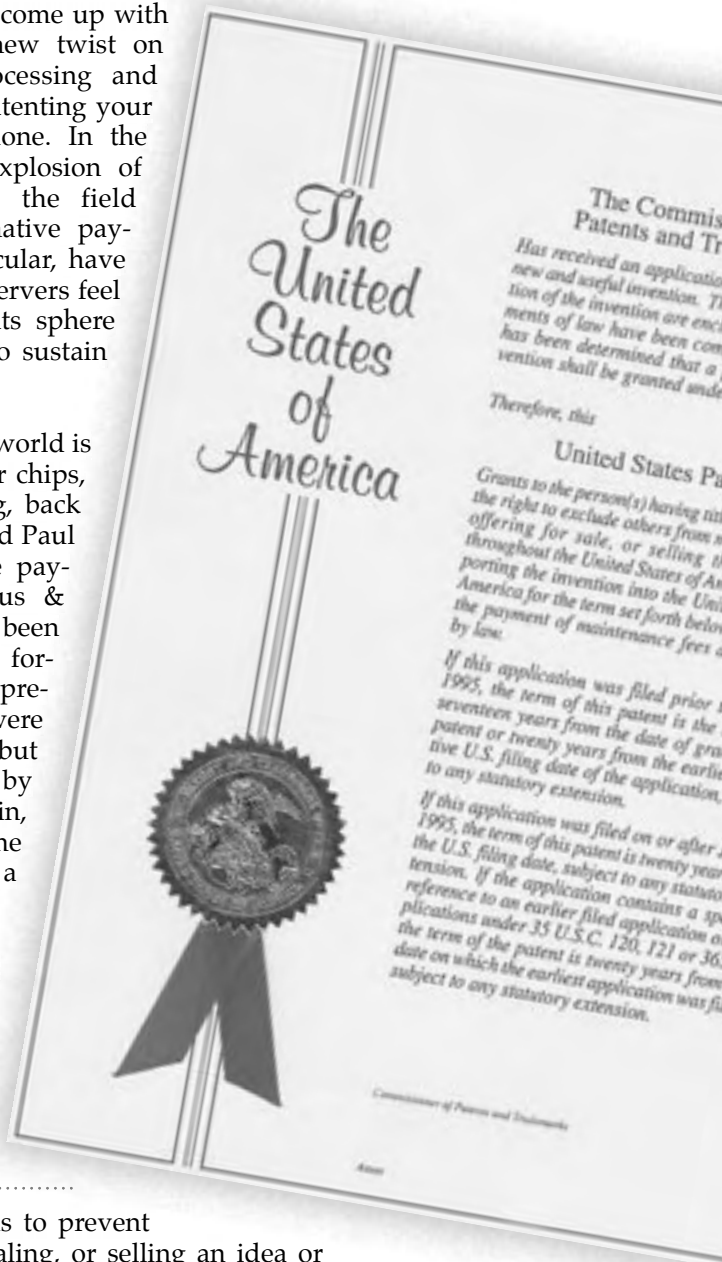 come up with
new twist on
ocessing and
tenting your
one. In the
xplosion of
the field
native pay-
cular, have
ervers feel
ts sphere
o sustain
world is
r chips,
g, back
d Paul
e pay-
us &
been
for-
pre-
vere
but
by
in,
ne
a
s to prevent
aling, or selling an idea or
The
United
States
of
America
The Commis
Patents and Tr
Has received an application
new and useful invention. Th
tion of the invention are enc
ments of law have been com
has been determined that a
vention shall be granted unde
Therefore, this
United States Pa
Grants to the person(s) having tit
the right to exclude others from m
offering for sale, or selling th
throughout the United States of Am
porting the invention into the Unit
America for the term set forth below
the payment of maintenance fees a
by law.
If this application was filed prior t
1995, the term of this patent is the
seventeen years from the date of gra
patent or twenty years from the earlie
tive U.S. filing date of the application,
to any statutory extension.
If this application was filed on or after
1995, the term of this patent is twenty year
the U.S. filing date, subject to any statuto
tension. If the application contains a spe
reference to an earlier filed application o
plications under 35 U.S.C. 120, 121 or 36
the term of the patent is twenty years from
date on which the earliest application was fil
subject to any statutory extension.
Commissioner of Patents and Trademarks
Attest